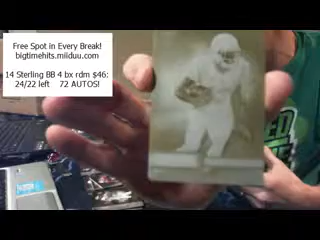 Free Spot in Every Break!
bigtimehits.miiduu.com
14 Sterling BB 4 bx rdm $46:
24/22 left 72 AUTOS!